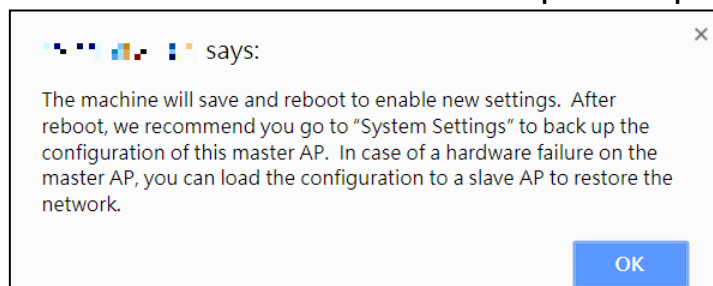 says:
The machine will save and reboot to enable new settings.  After
reboot, we recommend you go to “System Settings” to back up the
configuration of this master AP.  In case of a hardware failure on the
master AP, you can load the configuration to a slave AP to restore the
network.
OK